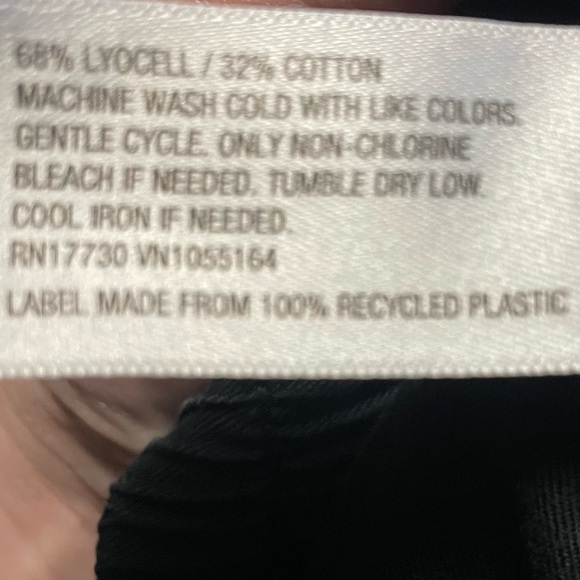 68% LYOCELL / 32% COTTON
MACHINE WASH COLD WITH LIKE COLORS.
GENTLE CYCLE. ONLY NON-CHLORINE
BLEACH IF NEEDED. TUMBLE DRY LOW.
COOL IRON IF NEEDED.
RN17730 VN1055164
LABEL MADE FROM 100% RECYCLED PLASTIC